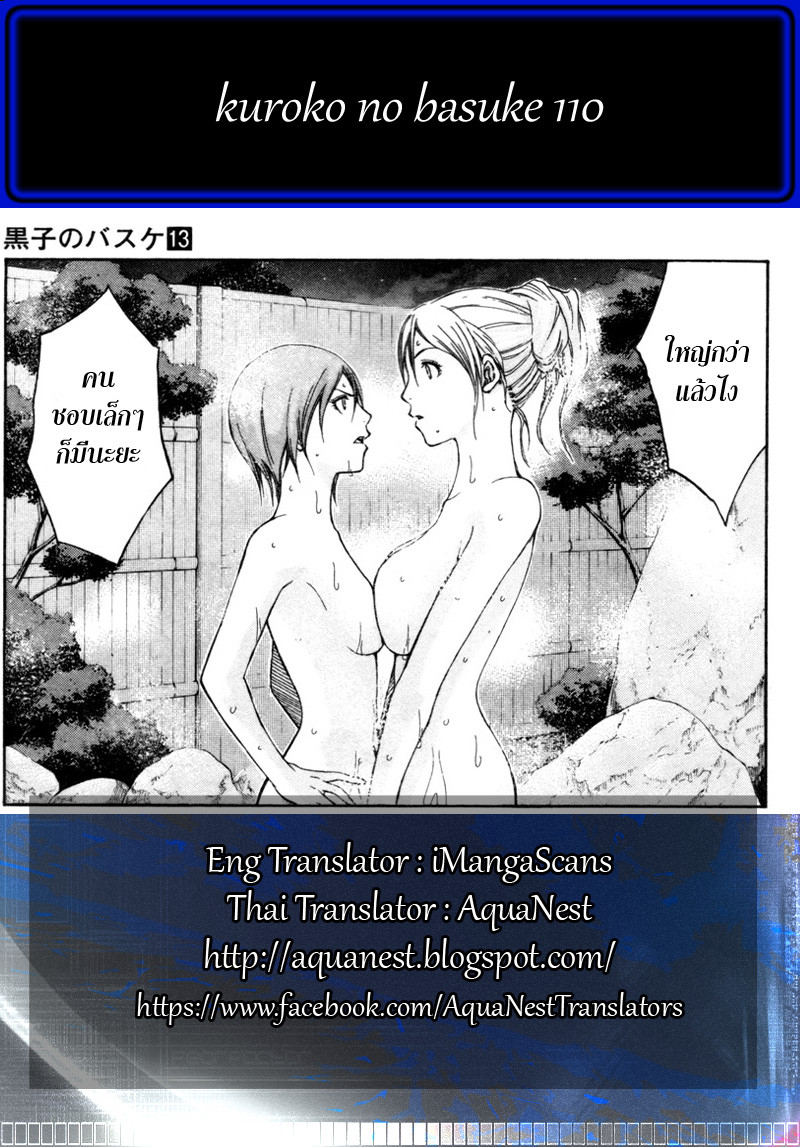 kuroko no basuke 110
黒子のバスケ13
ใหญ่กว่า
แล้วไง
คน
ชอบเล็กๆ
ก็มีนะยะ
Eng Translator : iMangaScans
Thai Translator : AquaNest
http://aquanest.blogspot.com/
https://www.facebook.com/AquaNestTranslators